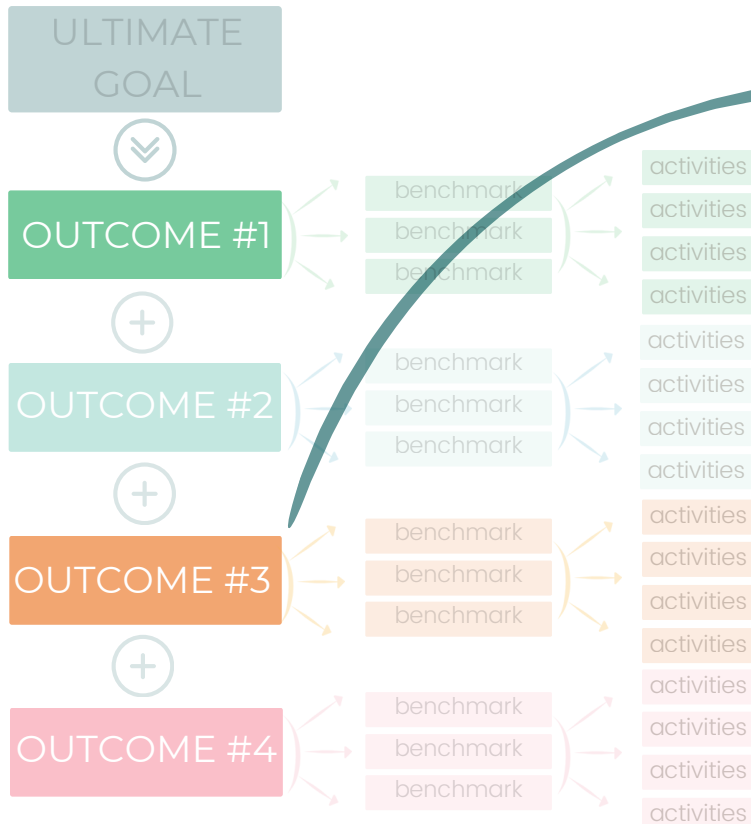 ULTIMATE
GOAL
OUTCOME #1
benchmark
benchmark
benchmark
activities
activities
activities
activities
OUTCOME #2
benchmark
benchmark
benchmark
activities
activities
activities
activities
OUTCOME #3
benchmark
benchmark
benchmark
activities
activities
activities
activities
OUTCOME #4
benchmark
benchmark
benchmark
activities
activities
activities
activities